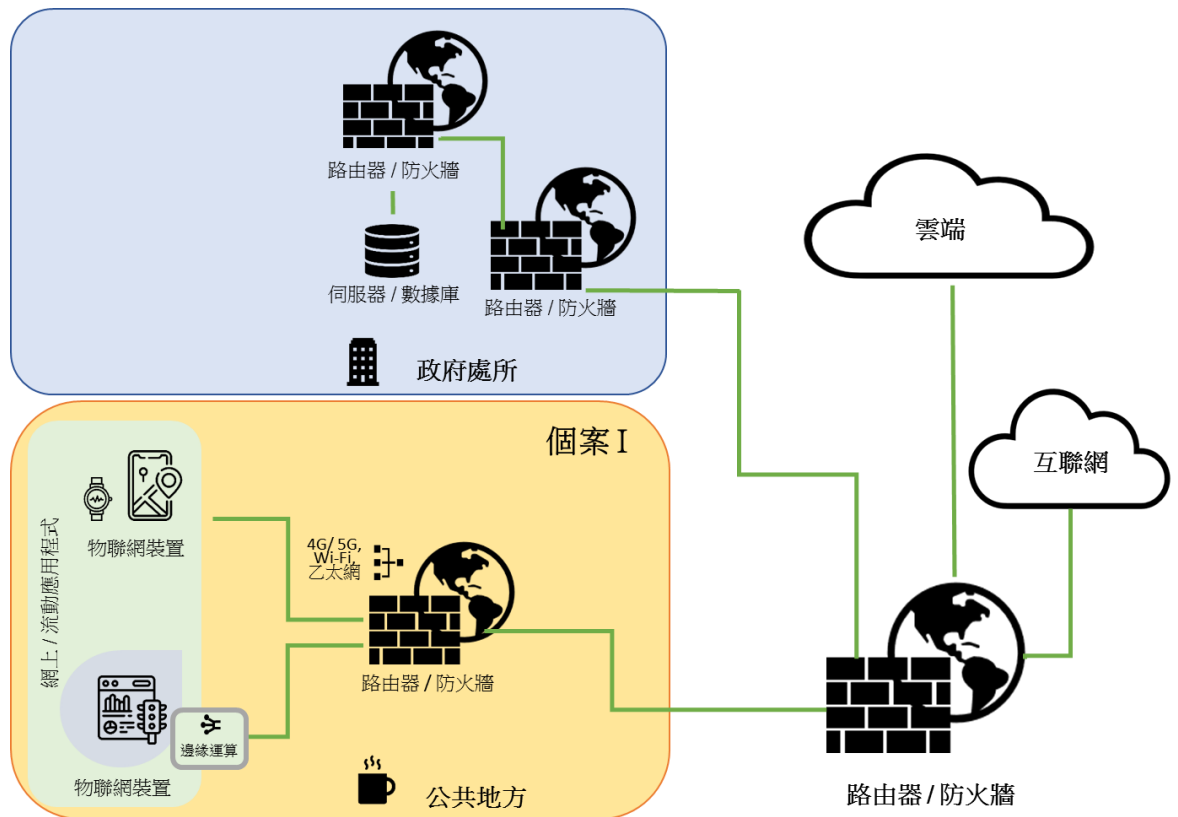 路由器 / 防火牆
伺服器 / 數據庫
路由器 / 防火牆
政府處所
雲端
互聯網
個案 I
網上 / 流動應用程式
物聯網裝置
4G/ 5G,
Wi-Fi,
乙太網
路由器 / 防火牆
邊緣運算
物聯網裝置
公共地方
路由器 / 防火牆